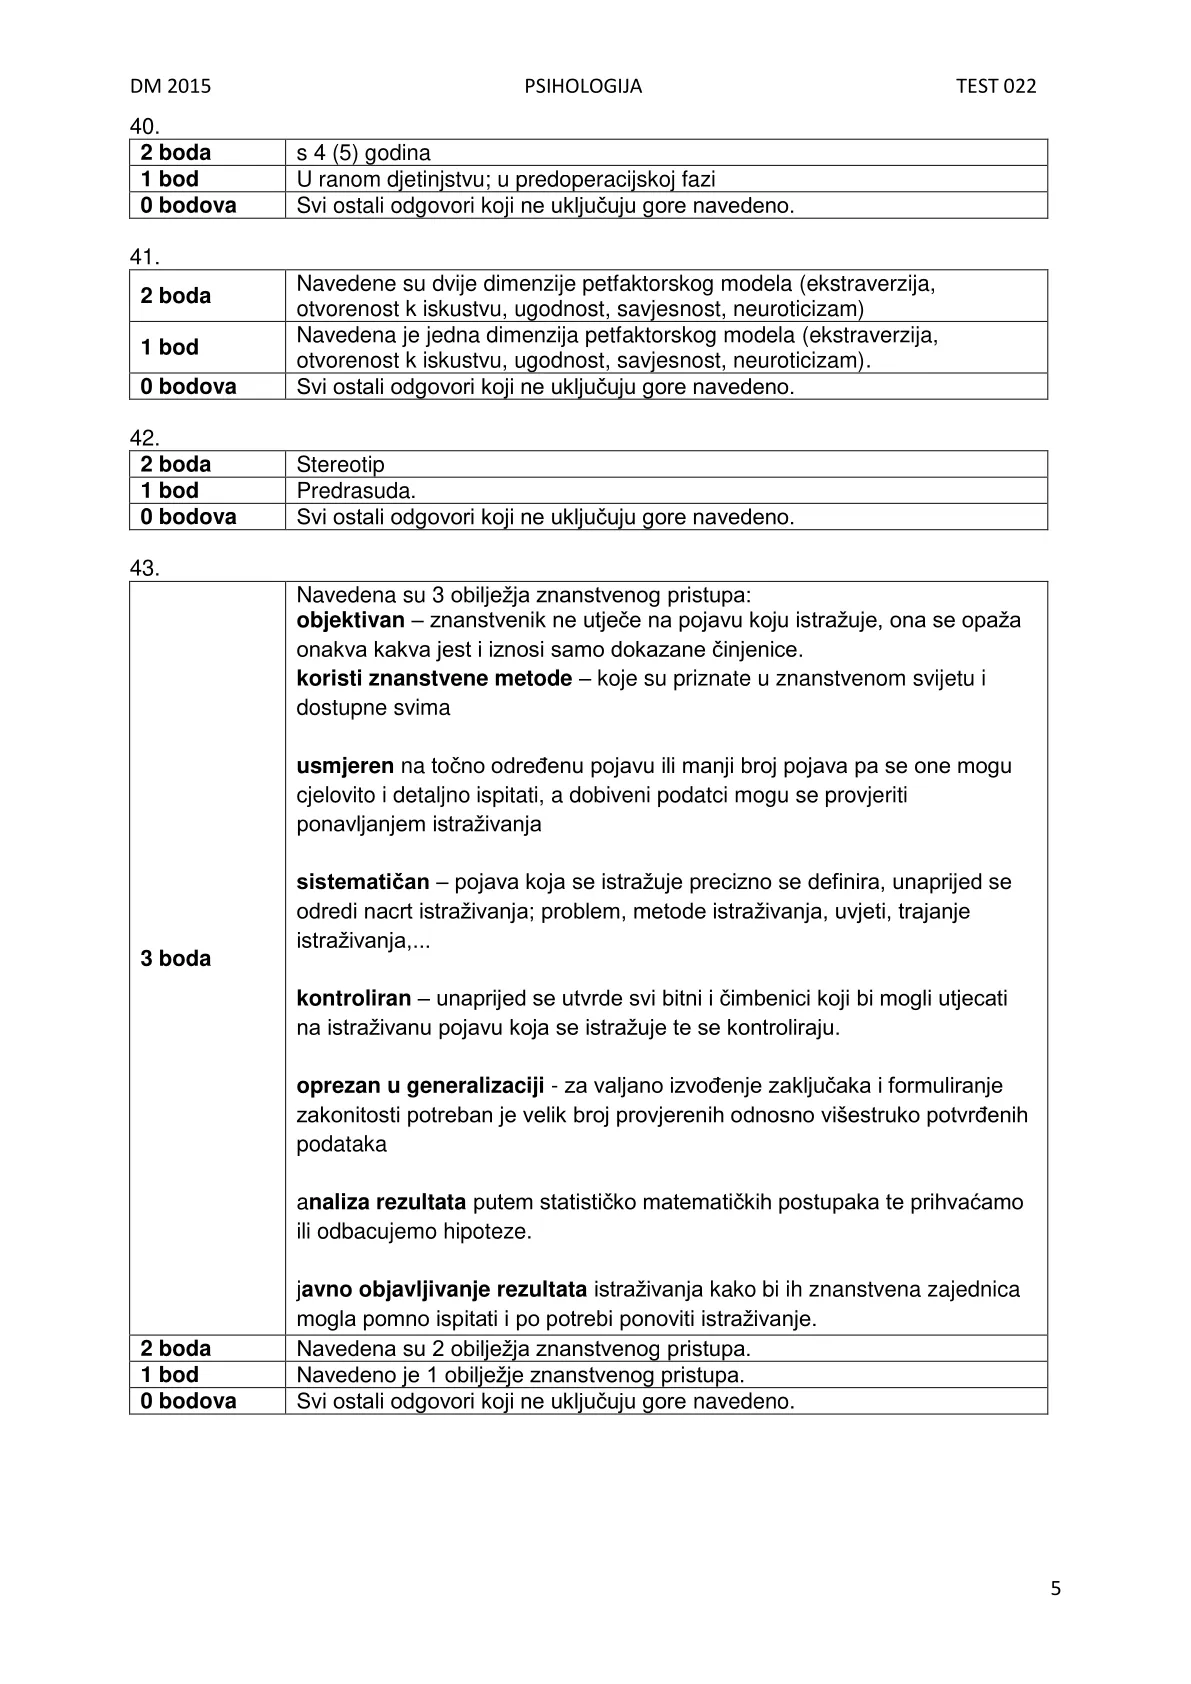 DM 2015 PSIHOLOGIJA TEST 022
40.
2 boda s 4 (5) godina
1 bod U ranom djetinjstvu; u predoperacijskoj fazi
0 bodova Svi ostali odgovori koji ne uključuju gore navedeno.
41.
2 boda Navedene su dvije dimenzije petfaktorskog modela (ekstraverzija,
otvorenost k iskustvu, ugodnost, savjesnost, neuroticizam)
1 bod Navedena je jedna dimenzija petfaktorskog modela (ekstraverzija,
otvorenost k iskustvu, ugodnost, savjesnost, neuroticizam).
0 bodova Svi ostali odgovori koji ne uključuju gore navedeno.
42.
2 boda Stereotip
1 bod Predrasuda.
0 bodova Svi ostali odgovori koji ne uključuju gore navedeno.
43.
3 boda
Navedena su 3 obilježja znanstvenog pristupa:
objektivan – znanstvenik ne utječe na pojavu koju istražuje, ona se opaža
onakva kakva jest i iznosi samo dokazane činjenice.
koristi znanstvene metode – koje su priznate u znanstvenom svijetu i
dostupne svima
usmjeren na točno određenu pojavu ili manji broj pojava pa se one mogu
cjelovito i detaljno ispitati, a dobiveni podatci mogu se provjeriti
ponavljanjem istraživanja
sistematičan – pojava koja se istražuje precizno se definira, unaprijed se
odredi nacrt istraživanja; problem, metode istraživanja, uvjeti, trajanje
istraživanja,...
kontroliran – unaprijed se utvrde svi bitni i čimbenici koji bi mogli utjecati
na istraživanu pojavu koja se istražuje te se kontroliraju.
oprezan u generalizaciji - za valjano izvođenje zaključaka i formuliranje
zakonitosti potreban je velik broj provjerenih odnosno višestruko potvrđenih
podataka
analiza rezultata putem statističko matematičkih postupaka te prihvaćamo
ili odbacujemo hipoteze.
javno objavljivanje rezultata istraživanja kako bi ih znanstvena zajednica
mogla pomno ispitati i po potrebi ponoviti istraživanje.
2 boda Navedena su 2 obilježja znanstvenog pristupa.
1 bod Navedeno je 1 obilježje znanstvenog pristupa.
0 bodova Svi ostali odgovori koji ne uključuju gore navedeno.
5